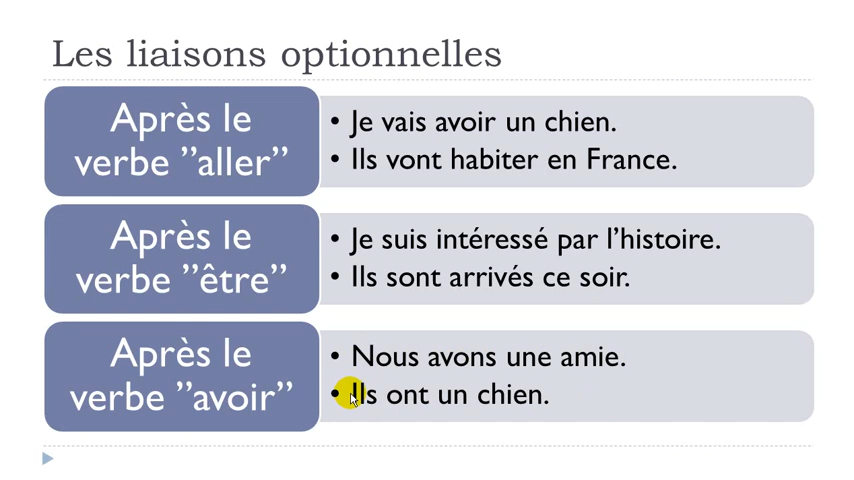 Les liaisons optionnelles
Après le
verbe ”aller”
• Je vais avoir un chien.
• Ils vont habiter en France.
Après le
verbe ”être”
• Je suis intéressé par l’histoire.
• Ils sont arrivés ce soir.
Après le
verbe ”avoir”
• Nous avons une amie.
• Ils ont un chien.